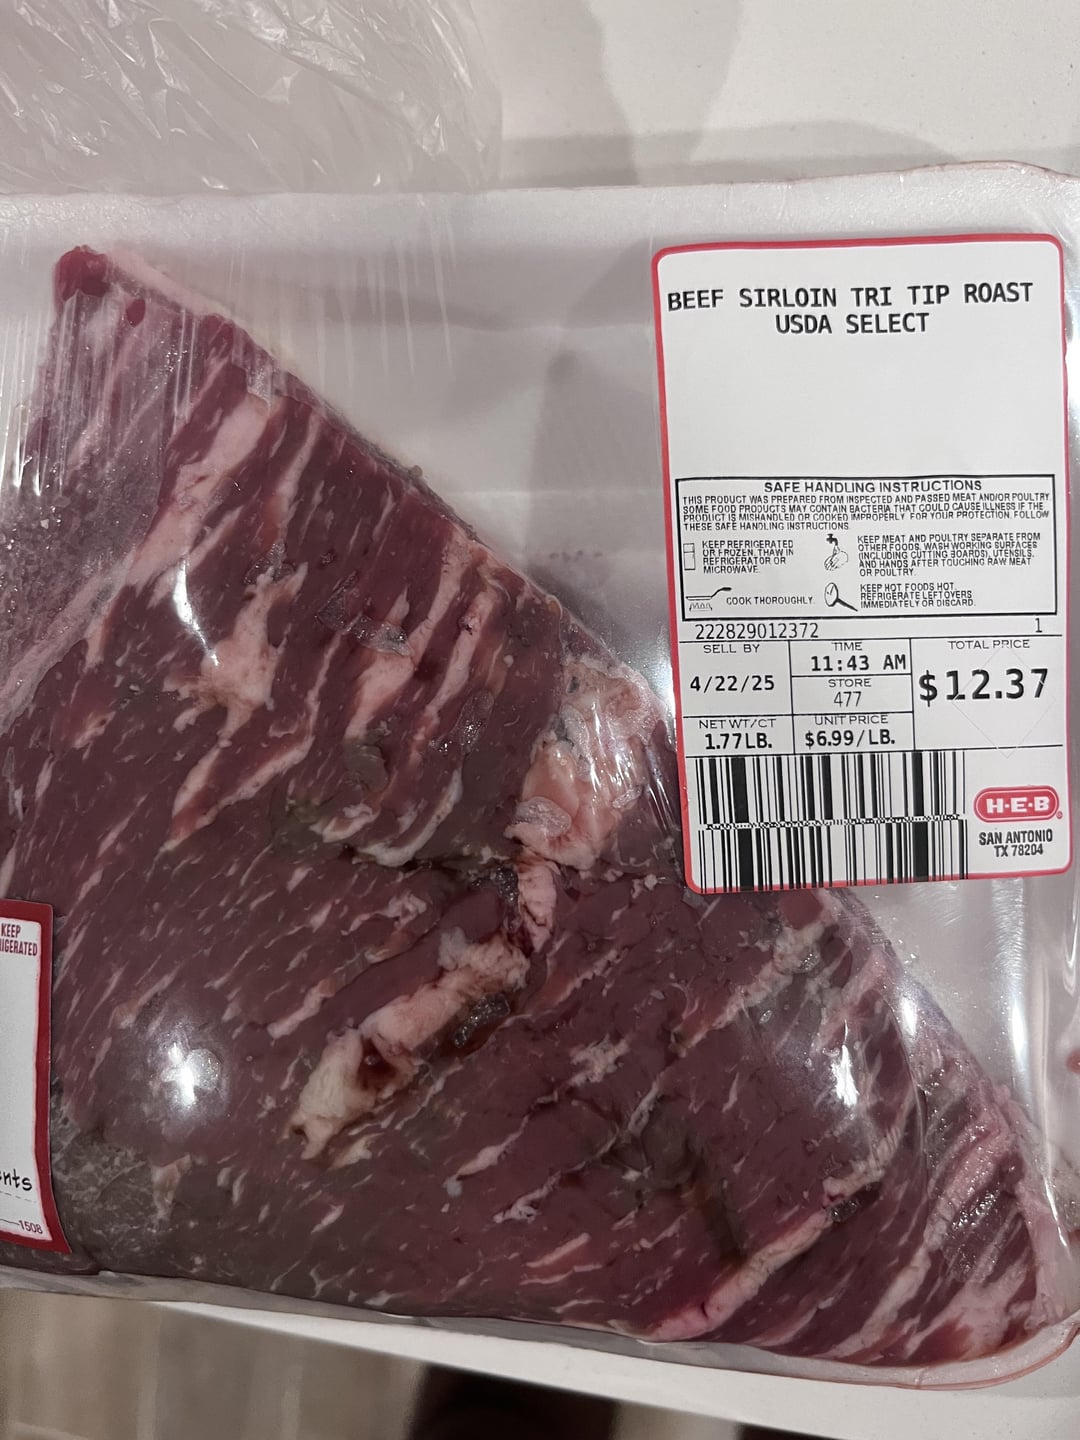 BEEF SIRLOIN TRI TIP ROAST
USDA SELECT
SAFE HANDLING INSTRUCTIONS
THIS PRODUCT WAS PREPARED FROM INSPECTED AND PASSED MEAT AND/OR POULTRY.
SOME FOOD PRODUCTS MAY CONTAIN BACTERIA THAT COULD CAUSE ILLNESS IF THE
PRODUCT IS MISHANDLED OR COOKED IMPROPERLY. FOR YOUR PROTECTION, FOLLOW
THESE SAFE HANDLING INSTRUCTIONS.
KEEP REFRIGERATED
OR FROZEN. THAW IN
REFRIGERATOR OR
MICROWAVE.
KEEP MEAT AND POULTRY SEPARATE FROM
OTHER FOODS. WASH WORKING SURFACES
(INCLUDING CUTTING BOARDS), UTENSILS,
AND HANDS AFTER TOUCHING RAW MEAT
OR POULTRY.
COOK THOROUGHLY.
KEEP HOT FOODS HOT.
REFRIGERATE LEFTOVERS
IMMEDIATELY OR DISCARD.
222829012372 1
SELL BY
4/22/25
TIME
11:43 AM
STORE
477
TOTAL PRICE
$12.37
NET WT/CT
1.77LB.
UNIT PRICE
$6.99/LB.
H-E-B
SAN ANTONIO
TX 78204
KEEP
IGERATED
nts
1508